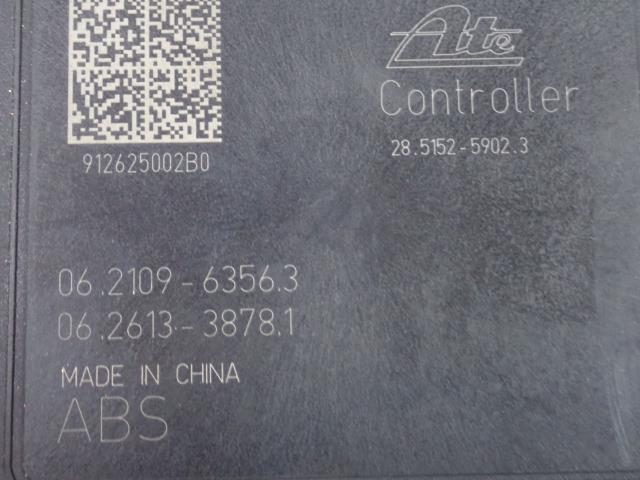 Ate
Controller
28.5152-5902.3
912625002B0
06.2109-6356.3
06.2613-3878.1
MADE IN CHINA
ABS